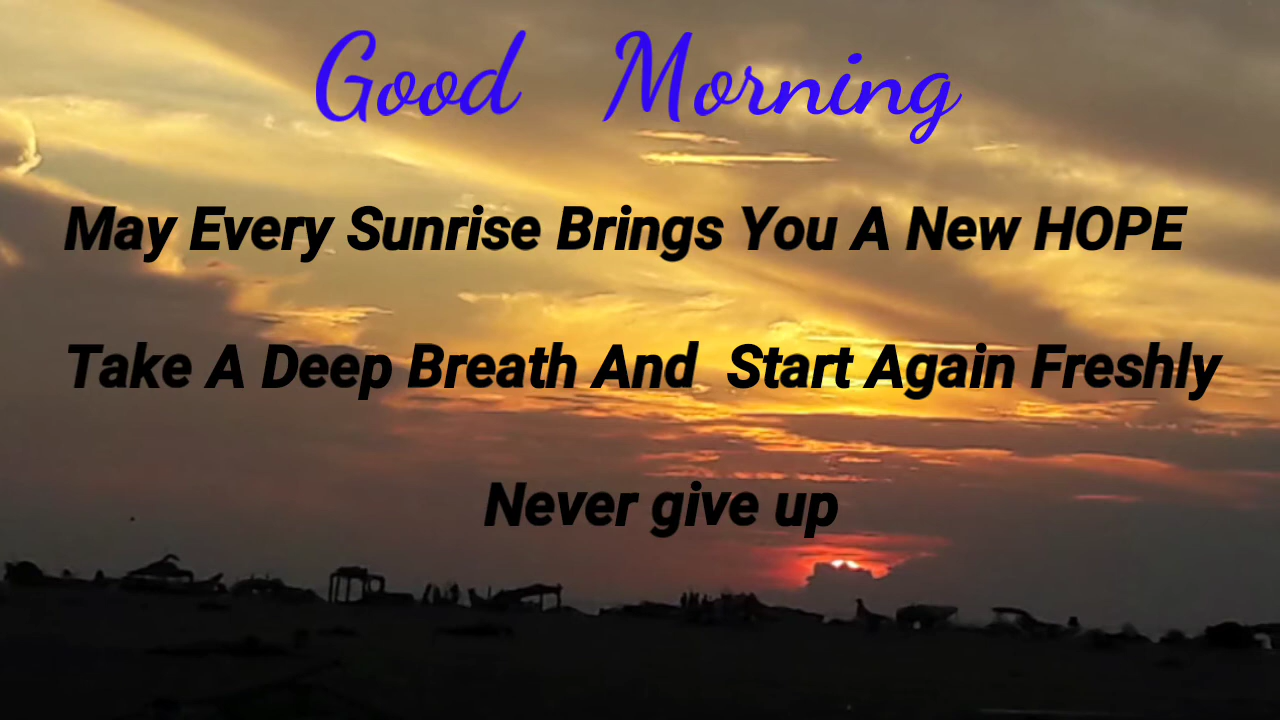 Good Morning
May Every Sunrise Brings You A New HOPE
Take A Deep Breath And Start Again Freshly
Never give up